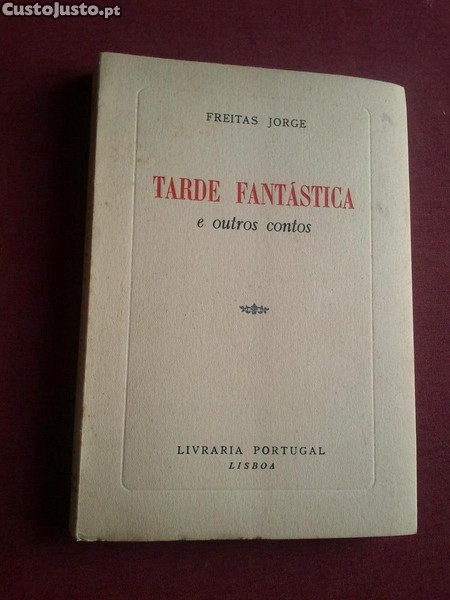 CustoJusto.pt
FREITAS JORGE
TARDE FANTÁSTICA
e outros contos
LIVRARIA PORTUGAL
LISBOA